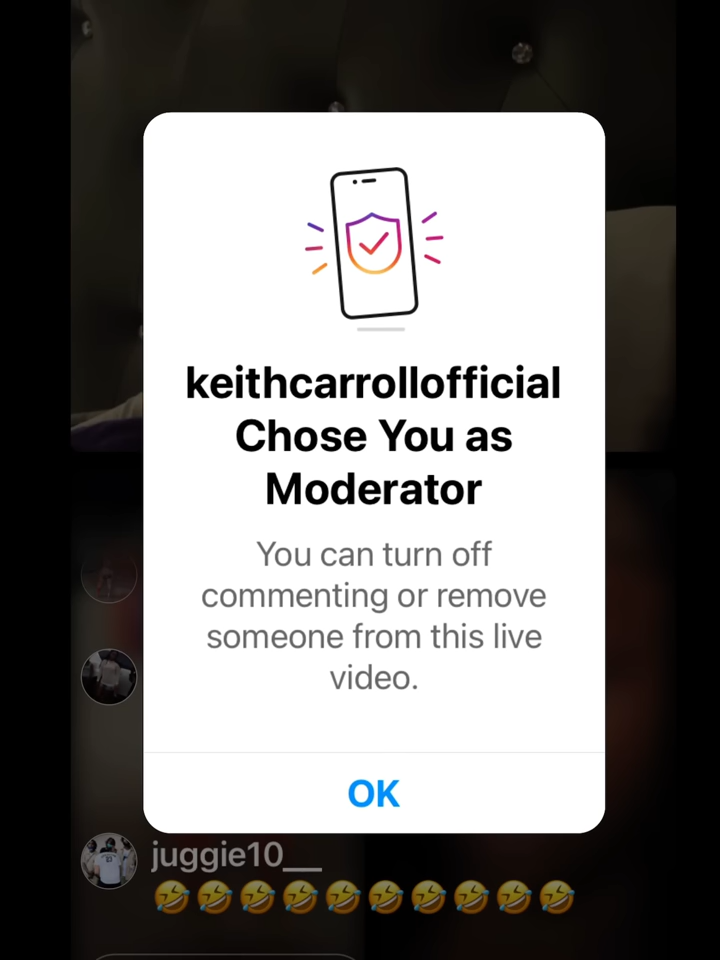 keithcarrollofficial
Chose You as
Moderator
You can turn off
commenting or remove
someone from this live
video.
OK
juggie10__
🤣🤣🤣🤣🤣🤣🤣🤣🤣🤣